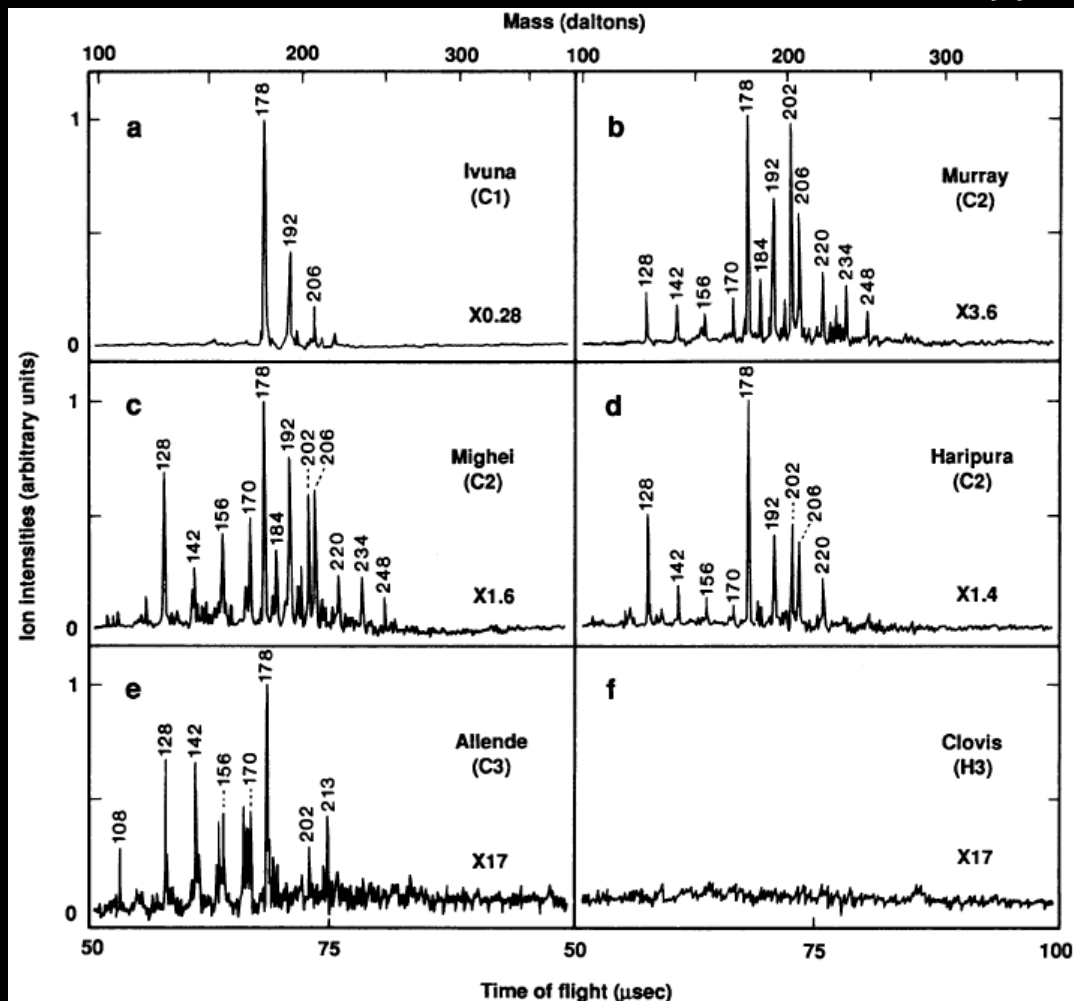 Mass (daltons)
100 200 300 100 200 300
Ion intensities (arbitrary units)
1
0
a
Ivuna
(C1)
X0.28
178
192
206
b
Murray
(C2)
X3.6
128
142
156
170
178
184
192
202
206
220
234
248
1
0
c
Mighei
(C2)
X1.6
128
142
156
170
178
184
192
202
206
220
234
248
d
Haripura
(C2)
X1.4
128
142
156
170
178
192
202
206
220
1
0
e
Allende
(C3)
X17
108
128
142
156
170
178
202
213
f
Clovis
(H3)
X17
50 75 50 75 100
Time of flight (μsec)